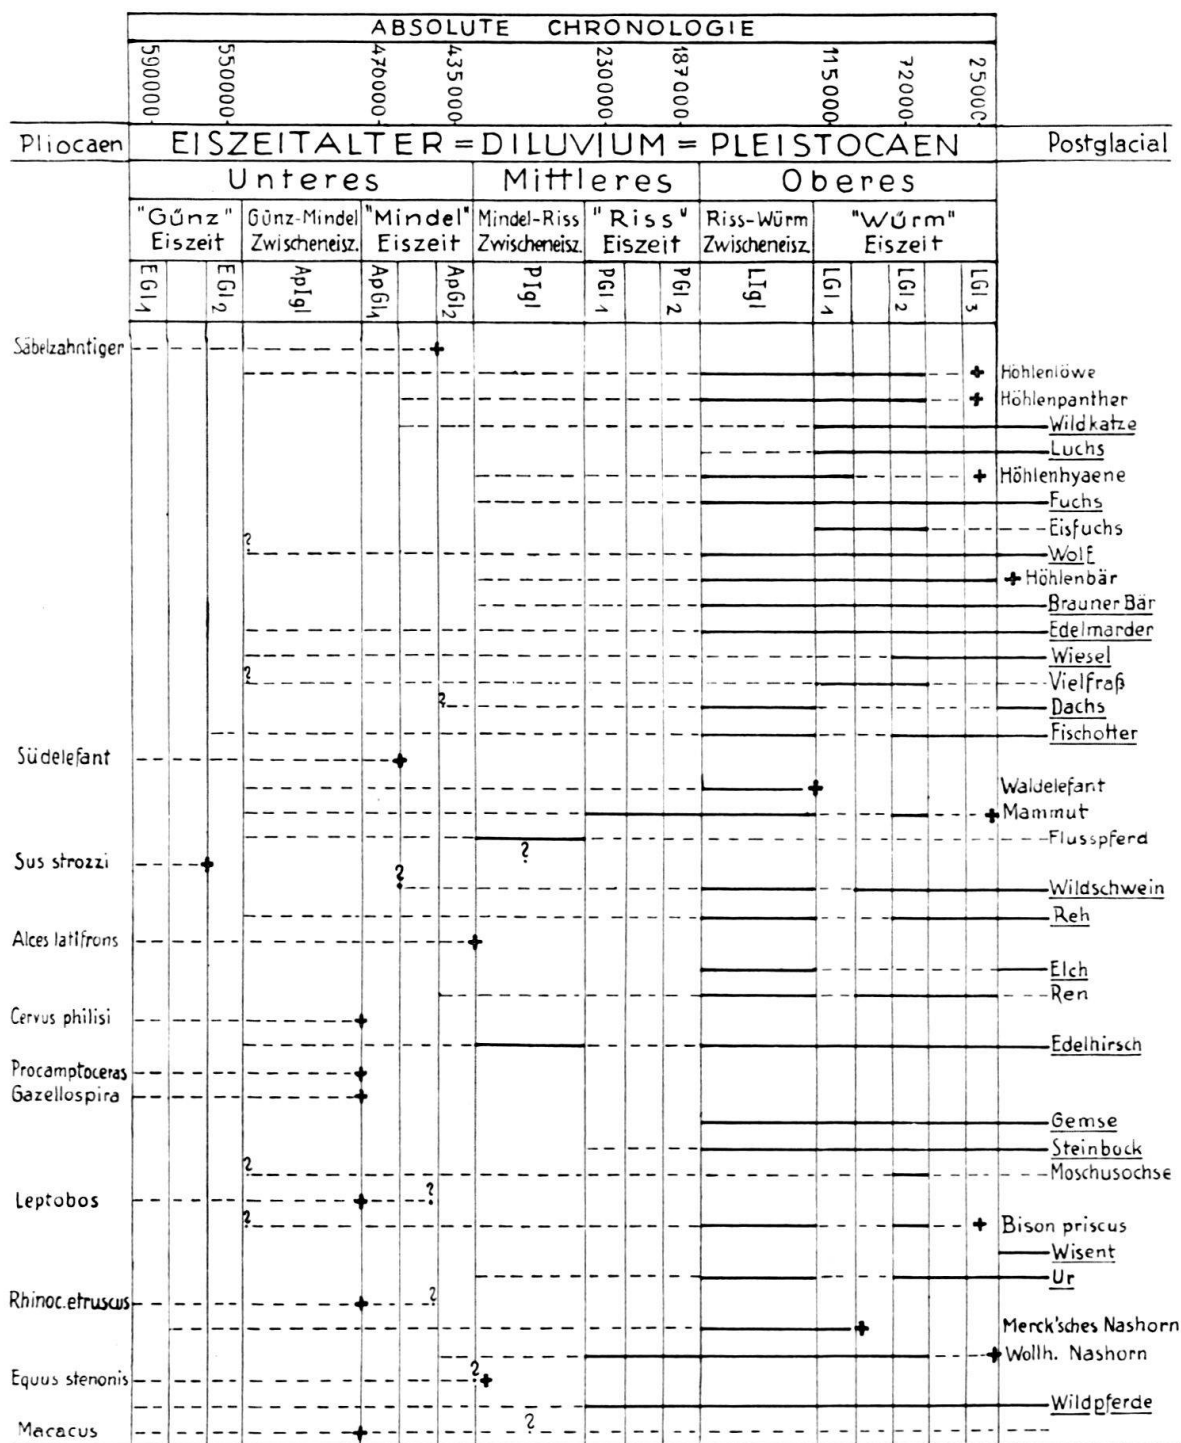 ABSOLUTE CHRONOLOGIE
590000 550000 476000 435000 230000 187000 115000 72000 25000
Pliocaen EISZEITALTER = DILUVIUM = PLEISTOCAEN Postglacial
Unteres Mittleres Oberes
"Günz" Günz-Mindel "Mindel" Mindel-Riss "Riss" Riss-Würm "Würm"
Eiszeit Zwischeneisz. Eiszeit Zwischeneisz. Eiszeit Zwischeneisz. Eiszeit
EGl₁ EGl₂ ApIgl ApGl₁ ApGl₂ PIgl PGl₁ PGl₂ LIgl LGl₁ LGl₂ LGl₃
Säbelzahntiger
Höhlenlöwe
Höhlenpanther
Wildkatze
Luchs
Höhlenhyaene
Fuchs
Eisfuchs
? Wolf
Höhlenbär
Brauner Bär
Edelmarder
Wiesel
? Vielfraß
? Dachs
Fischotter
Südelefant
Waldelefant
Mammut
? Flusspferd
Sus strozzi
? Wildschwein
Reh
Alces latifrons
Elch
Ren
Cervus philisi
Edelhirsch
Procamptoceras
Gazellospira
Gemse
Steinbock
? Moschusochse
Leptobos ?
? Bison priscus
Wisent
Ur
Rhinoc. etruscus ?
Merck'sches Nashorn
Wollh. Nashorn
Equus stenonis ?
Wildpferde
Macacus ?